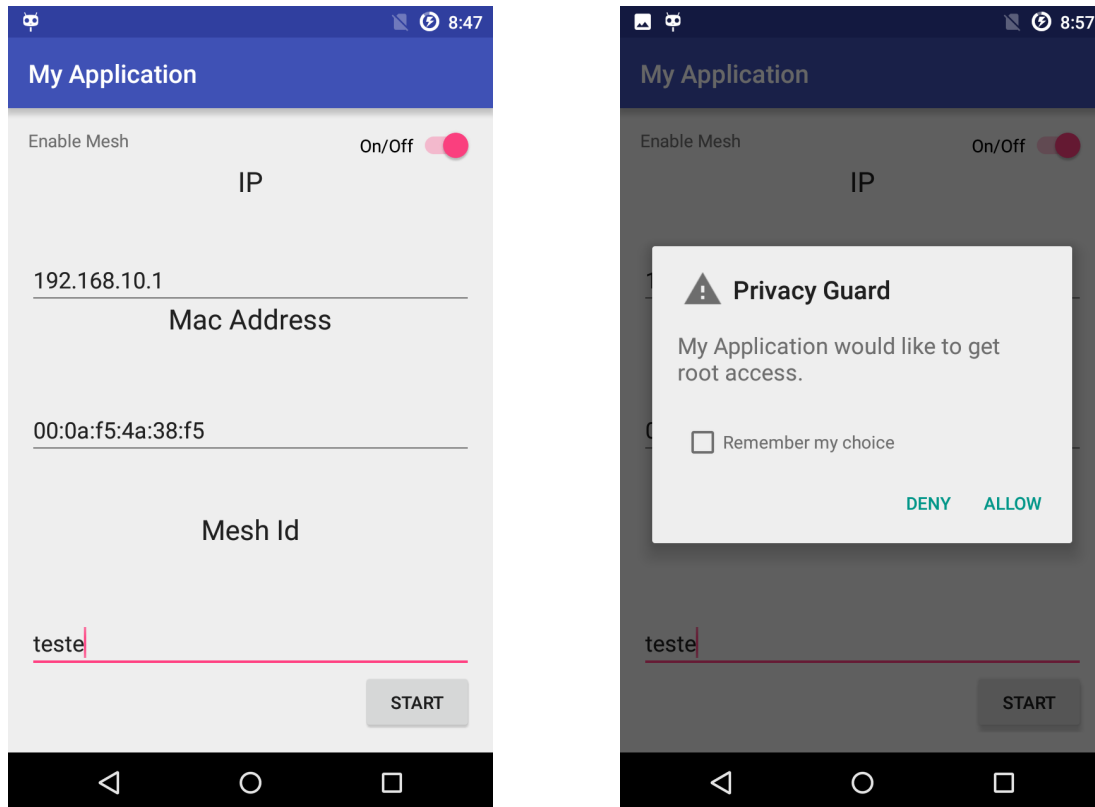 8:47
My Application
Enable Mesh
On/Off
IP
192.168.10.1
Mac Address
00:0a:f5:4a:38:f5
Mesh Id
teste
START
8:57
My Application
Enable Mesh
On/Off
IP
Privacy Guard
My Application would like to get
root access.
Remember my choice
DENY ALLOW
teste
START